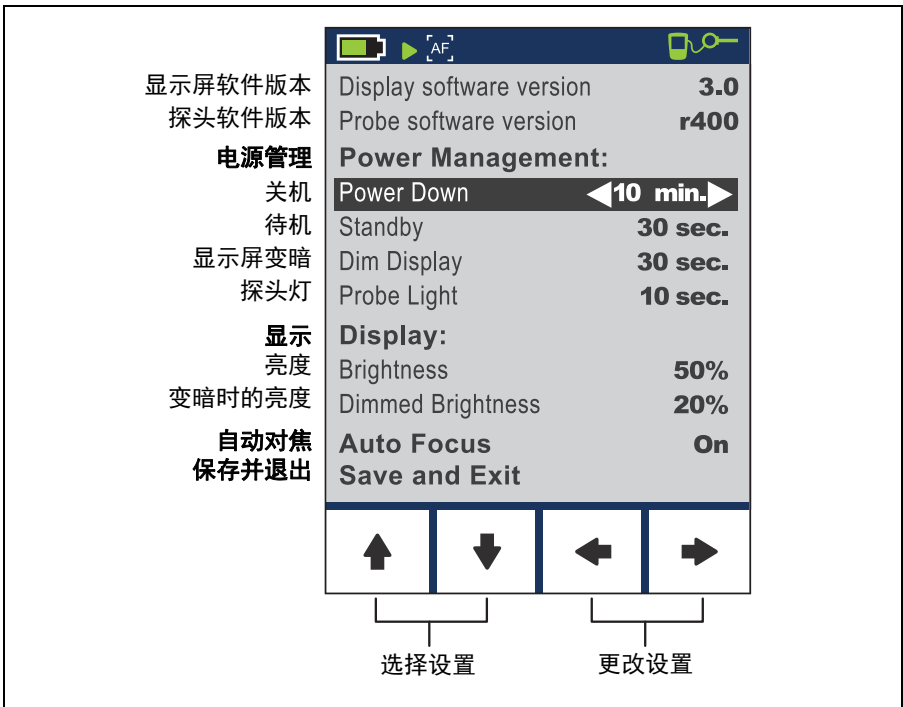 AF
显示屏软件版本 Display software version 3.0
探头软件版本 Probe software version r400
电源管理 Power Management:
关机 Power Down 10 min.
待机 Standby 30 sec.
显示屏变暗 Dim Display 30 sec.
探头灯 Probe Light 10 sec.
显示 Display:
亮度 Brightness 50%
变暗时的亮度 Dimmed Brightness 20%
自动对焦 Auto Focus On
保存并退出 Save and Exit
选择设置 更改设置